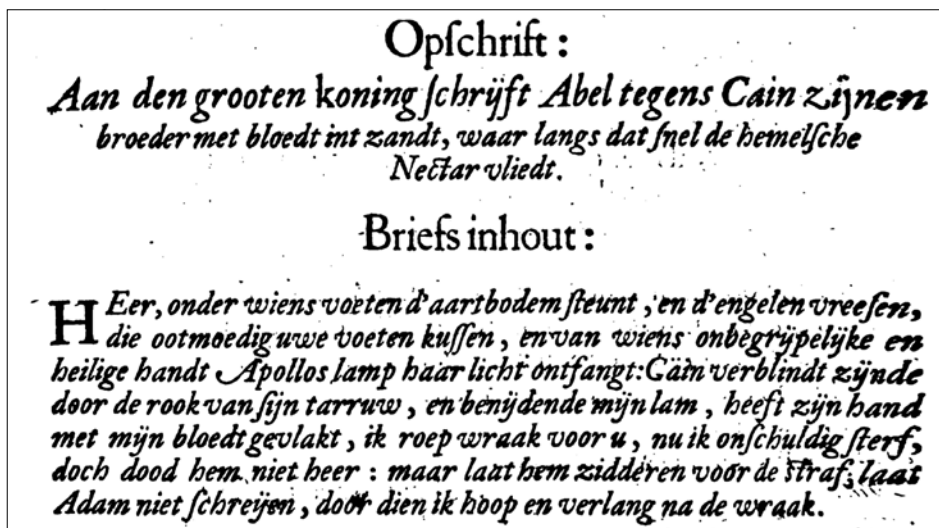 Opſchrift:
Aan den grooten koning ſchrijft Abel tegens Cain zijnen
broeder met bloedt int zandt, waar langs dat ſnel de hemelſche
Nectar vliedt.
Briefs inhout:
HEer, onder wiens voeten d'aartbodem ſteunt, en d'engelen vreeſen,
die ootmoedig uwe voeten kuſſen, en van wiens onbegrijpelijke en
heilige handt Apollos lamp haar licht ontfangt: Cain verblindt zijnde
door de rook van ſijn tarruw, en benijdende mijn lam, heeft zijn hand
met mijn bloedt gevlakt, ik roep wraak voor u, nu ik onſchuldig ſterf,
doch dood hem niet heer: maar laat hem zidderen voor de ſtraf, laat
Adam niet ſchreijen, door dien ik hoop en verlang na de wraak.